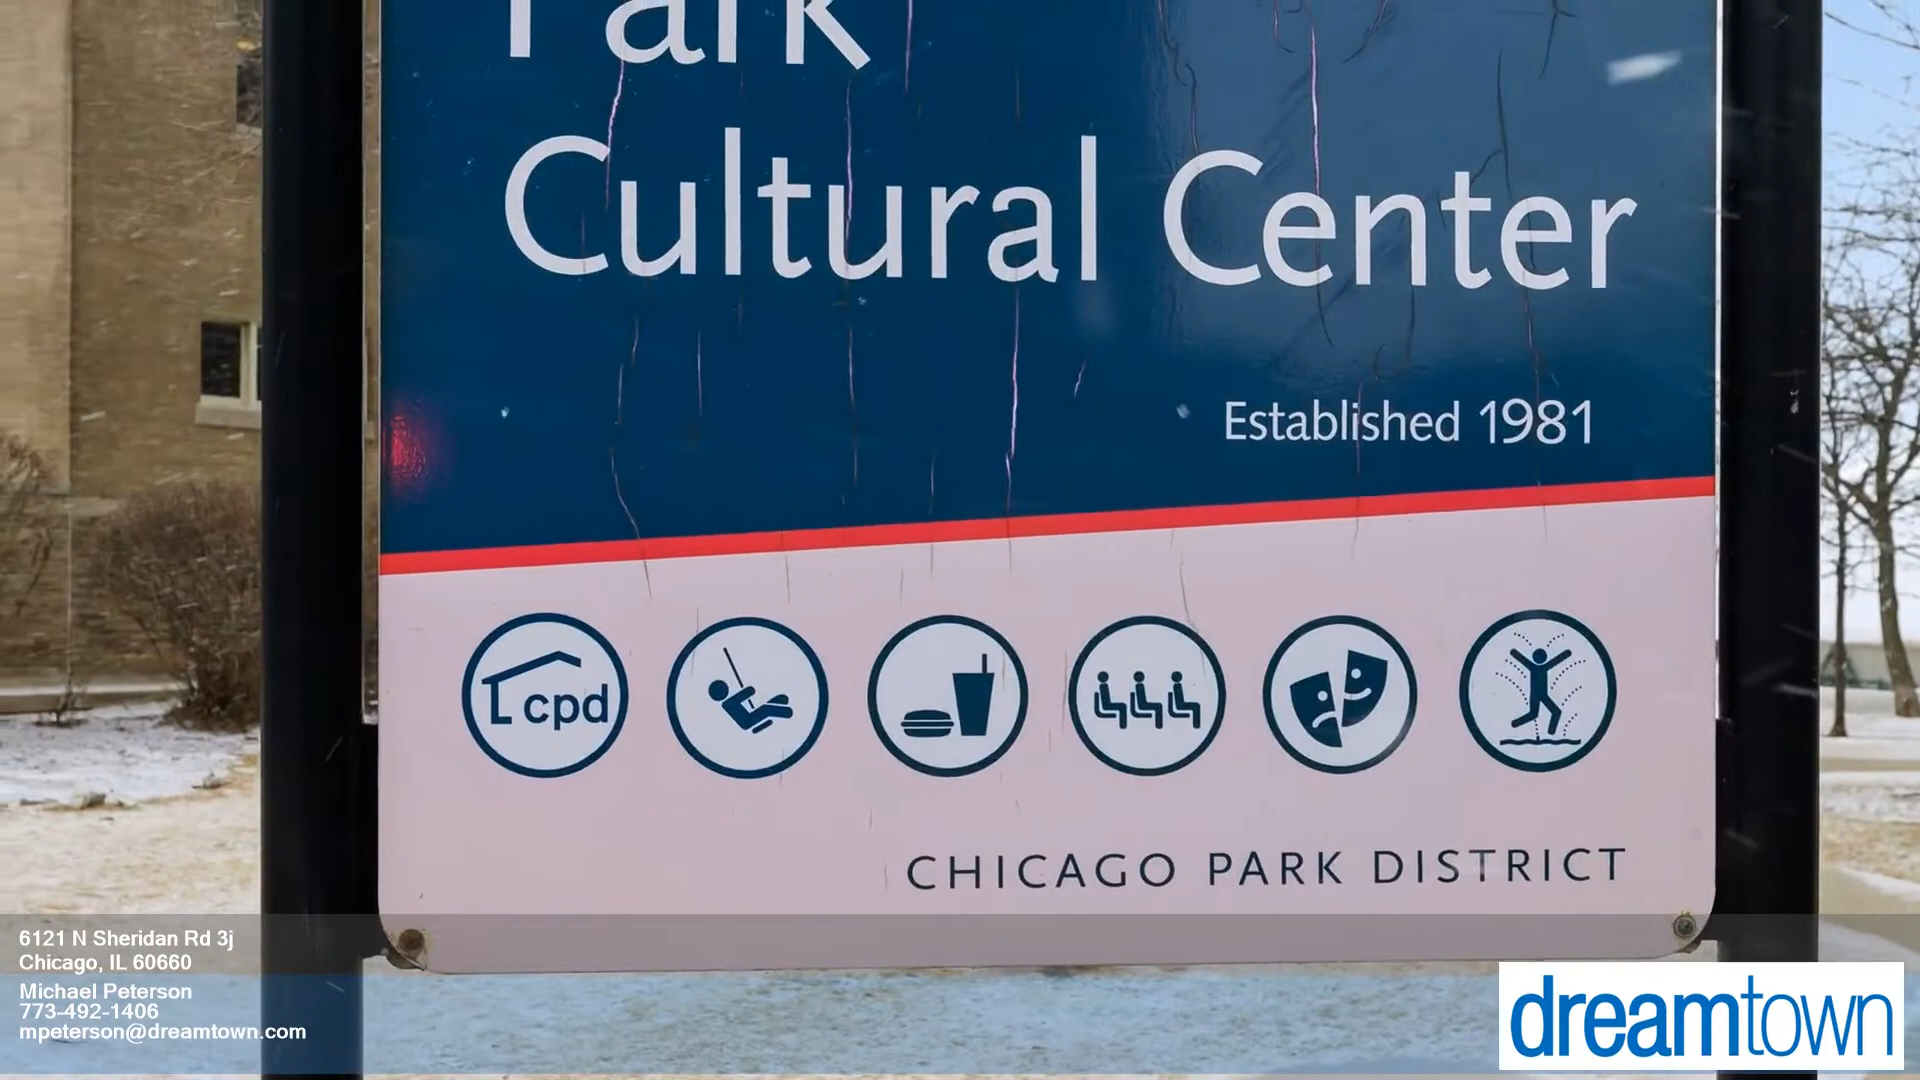 Park
Cultural Center
Established 1981
cpd
CHICAGO PARK DISTRICT
6121 N Sheridan Rd 3j
Chicago, IL 60660
Michael Peterson
773-492-1406
mpeterson@dreamtown.com
dreamtown